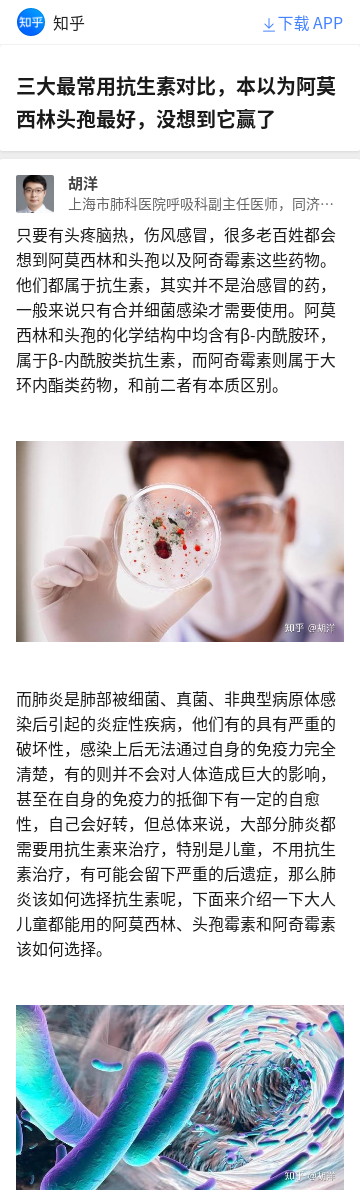 知乎
知乎
下载 APP
三大最常用抗生素对比，本以为阿莫
西林头孢最好，没想到它赢了
胡洋
上海市肺科医院呼吸科副主任医师，同济…
只要有头疼脑热，伤风感冒，很多老百姓都会
想到阿莫西林和头孢以及阿奇霉素这些药物。
他们都属于抗生素，其实并不是治感冒的药，
一般来说只有合并细菌感染才需要使用。阿莫
西林和头孢的化学结构中均含有β-内酰胺环，
属于β-内酰胺类抗生素，而阿奇霉素则属于大
环内酯类药物，和前二者有本质区别。
知乎 @胡洋
而肺炎是肺部被细菌、真菌、非典型病原体感
染后引起的炎症性疾病，他们有的具有严重的
破坏性，感染上后无法通过自身的免疫力完全
清楚，有的则并不会对人体造成巨大的影响，
甚至在自身的免疫力的抵御下有一定的自愈
性，自己会好转，但总体来说，大部分肺炎都
需要用抗生素来治疗，特别是儿童，不用抗生
素治疗，有可能会留下严重的后遗症，那么肺
炎该如何选择抗生素呢，下面来介绍一下大人
儿童都能用的阿莫西林、头孢霉素和阿奇霉素
该如何选择。
知乎 @胡洋